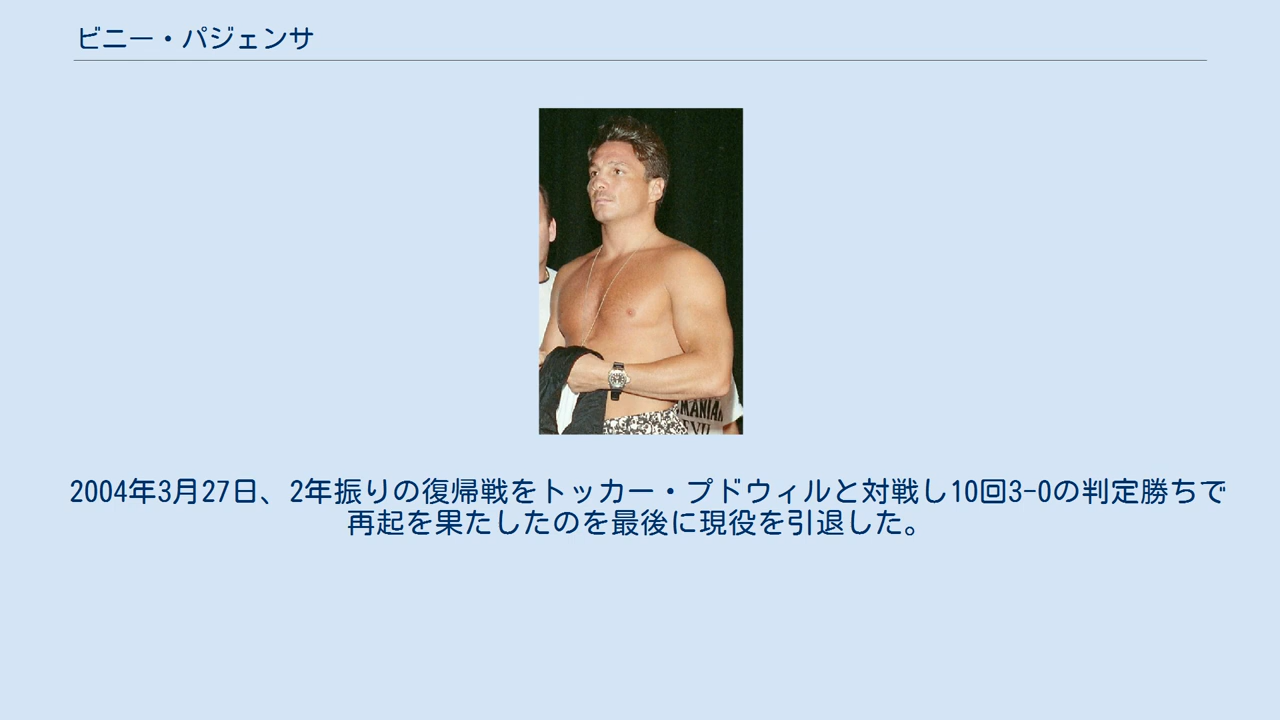 ビニー・パジェンサ
MANIA
EVIL
2004年3月27日、2年振りの復帰戦をトッカー・プドウィルと対戦し10回3-0の判定勝ちで
再起を果たしたのを最後に現役を引退した。